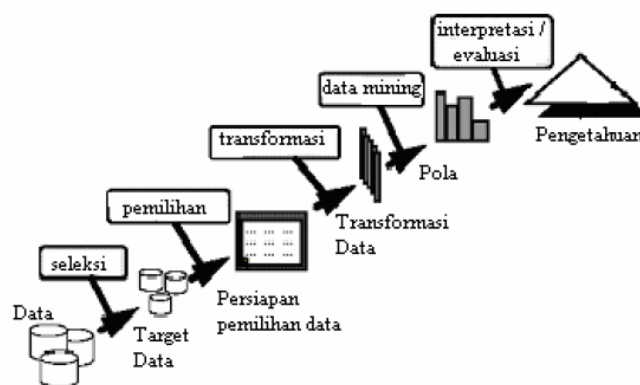 interpretasi /
evaluasi
data mining
Pengetahuan
transformasi
Pola
pemilihan
Transformasi
Data
seleksi
Persiapan
pemilihan data
Data
Target
Data